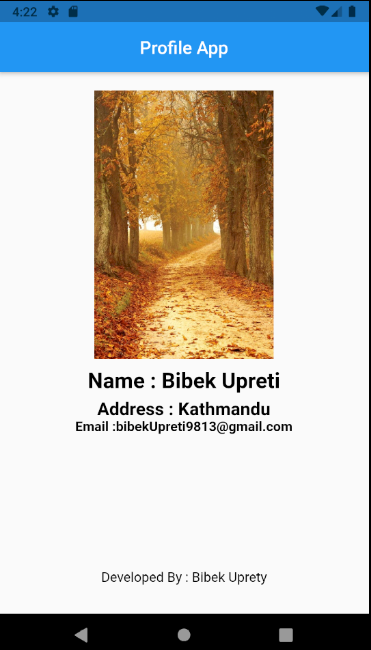 4:22
Profile App
Name : Bibek Upreti
Address : Kathmandu
Email :bibekUpreti9813@gmail.com
Developed By : Bibek Uprety